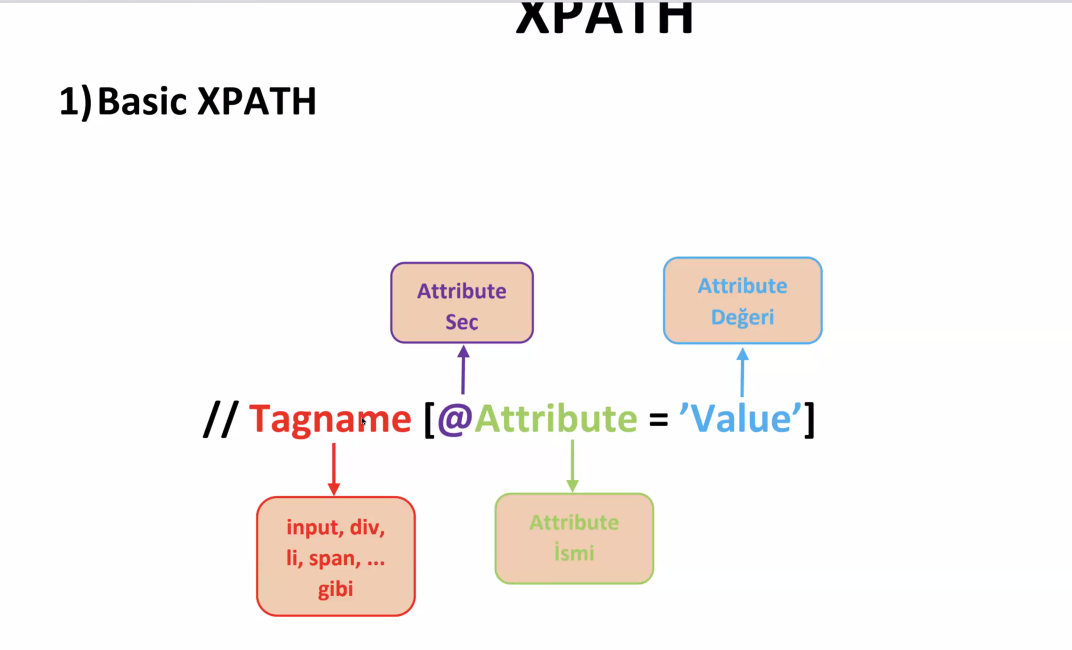 XPATH
1) Basic XPATH
Attribute
Sec
Attribute
Değeri
// Tagname [@Attribute = ’Value’]
input, div,
li, span, ...
gibi
Attribute
İsmi